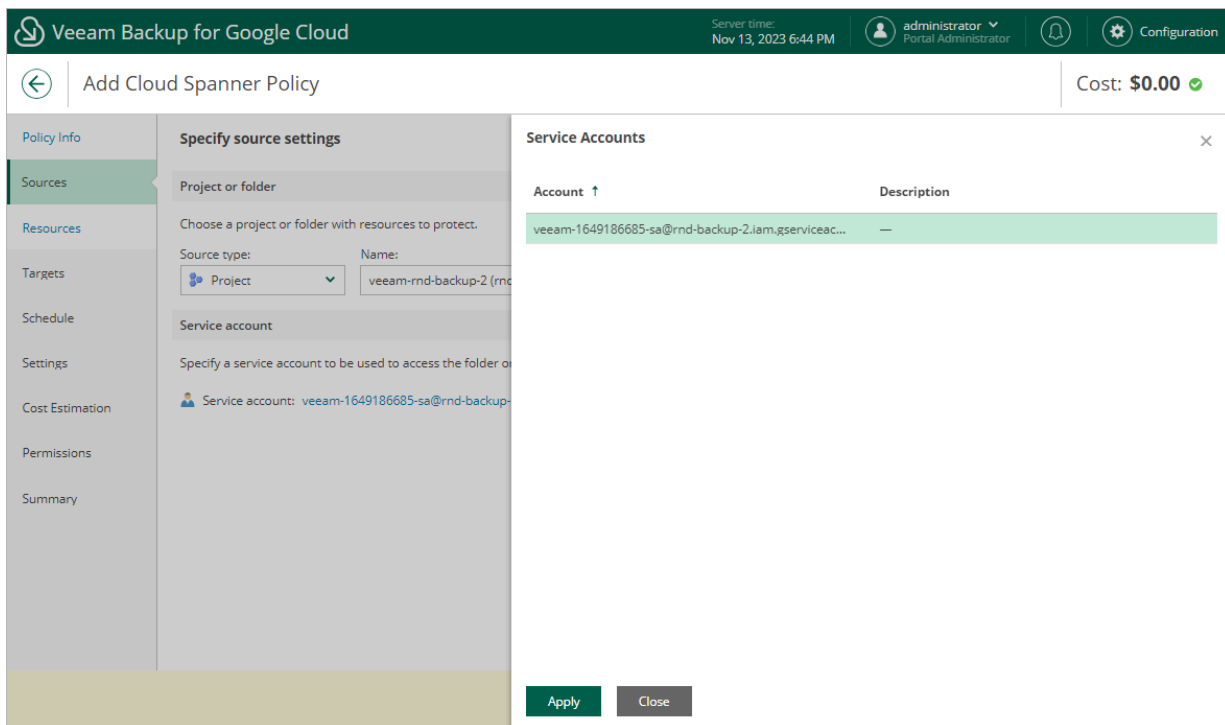 Veeam Backup for Google Cloud
Server time:
Nov 13, 2023 6:44 PM
administrator
Portal Administrator
Configuration
Add Cloud Spanner Policy
Cost: $0.00
Policy Info
Sources
Resources
Targets
Schedule
Settings
Cost Estimation
Permissions
Summary
Specify source settings
Project or folder
Choose a project or folder with resources to protect.
Source type:
Name:
Project
veeam-rnd-backup-2 (rnd
Service account
Specify a service account to be used to access the folder or
Service account: veeam-1649186685-sa@rnd-backup-
Service Accounts
Account ↑
Description
veeam-1649186685-sa@rnd-backup-2.iam.gserviceac...
—
Apply
Close